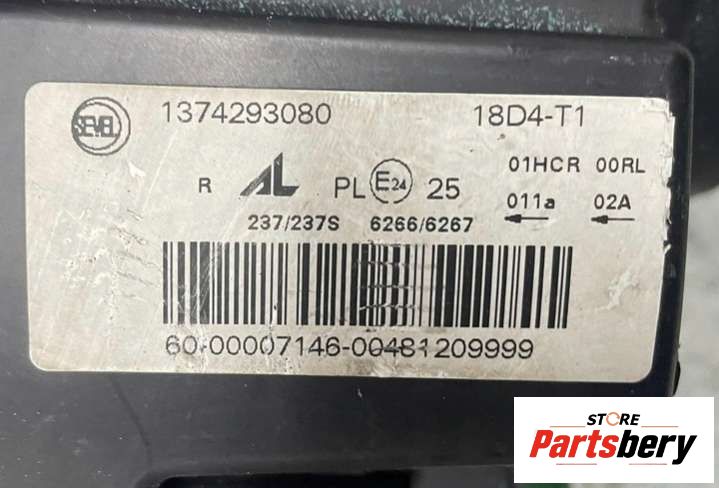 SEVEL 1374293080 18D4-T1
01HCR 00RL
R AL PL E24 25
011a 02A
237/237S 6266/6267
60-00007146-00481209999
STORE
Partsbery